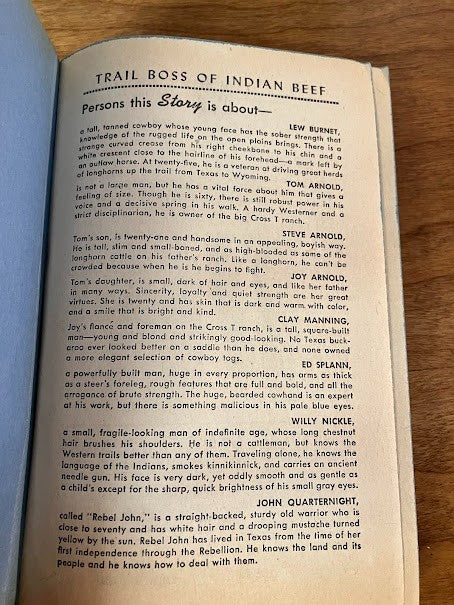 TRAIL BOSS OF INDIAN BEEF
Persons this Story is about—
LEW BURNET,
a tall, tanned cowboy whose young face has the sober strength that
knowledge of the rugged life on the open plains brings. There is a
strange curved crease from his right cheekbone to his chin and a
white crescent close to the hairline of his forehead—a mark left by
an outlaw horse. At twenty-five, he is a veteran at driving great herds
of longhorns up the trail from Texas to Wyoming.
TOM ARNOLD,
is not a large man, but he has a vital force about him that gives a
feeling of size. Though he is sixty, there is still robust power in his
voice and a decisive spring in his walk. A hardy Westerner and a
strict disciplinarian, he is owner of the big Cross T ranch.
STEVE ARNOLD,
Tom's son, is twenty-one and handsome in an appealing, boyish way.
He is tall, slim and small-boned, and as high-blooded as some of the
longhorn cattle on his father's ranch. Like a longhorn, he can't be
crowded because when he is he begins to fight.
JOY ARNOLD,
Tom's daughter, is small, dark of hair and eyes, and like her father
in many ways. Sincerity, loyalty and quiet strength are her great
virtues. She is twenty and has skin that is dark and warm with color,
and a smile that is bright and kind.
CLAY MANNING,
Joy's fiancé and foreman on the Cross T ranch, is a tall, square-built
man—young and blond and strikingly good-looking. No Texas buck-
aroo ever looked better on a saddle than he does, and none owned
a more elegant selection of cowboy togs.
ED SPLANN,
a powerfully built man, huge in every proportion, has arms as thick
as a steer's foreleg, rough features that are full and bold, and all the
arrogance of brute strength. The huge, bearded cowhand is an expert
at his work, but there is something malicious in his pale blue eyes.
WILLY NICKLE,
a small, fragile-looking man of indefinite age, whose long chestnut
hair brushes his shoulders. He is not a cattleman, but knows the
Western trails better than any of them. Traveling alone, he knows the
language of the Indians, smokes kinnikinnick, and carries an ancient
needle gun. His face is very dark, yet oddly smooth and as gentle as
a child's except for the sharp, quick brightness of his small gray eyes.
JOHN QUARTERNIGHT,
called "Rebel John," is a straight-backed, sturdy old warrior who is
close to seventy and has white hair and a drooping mustache turned
yellow by the sun. Rebel John has lived in Texas from the time of her
first independence through the Rebellion. He knows the land and its
people and he knows how to deal with them.